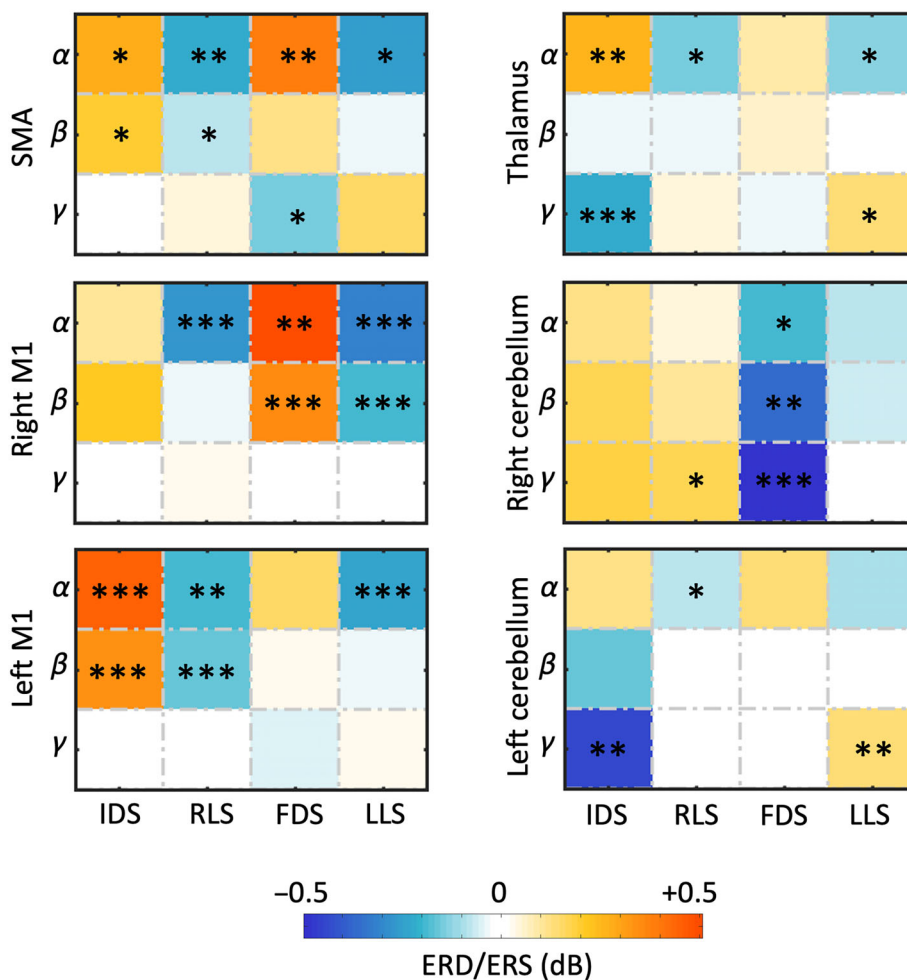 SMA
α * ** ** *
β * *
γ *
Thalamus
α ** * *
β
γ *** *
Right M1
α *** ** ***
β *** ***
γ
Right cerebellum
α *
β **
γ * ***
Left M1
α *** ** ***
β *** ***
γ
Left cerebellum
α *
β
γ ** **
IDS RLS FDS LLS
IDS RLS FDS LLS
−0.5 0 +0.5
ERD/ERS (dB)